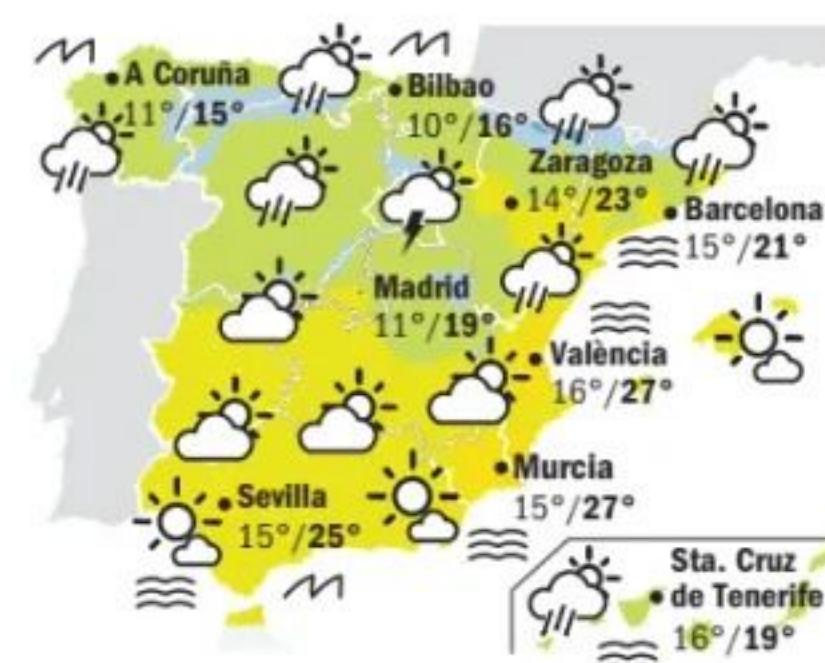 A Coruña
11°/15°
Bilbao
10°/16°
Zaragoza
14°/23°
Barcelona
15°/21°
Madrid
11°/19°
València
16°/27°
Murcia
15°/27°
Sevilla
15°/25°
Sta. Cruz
de Tenerife
16°/19°